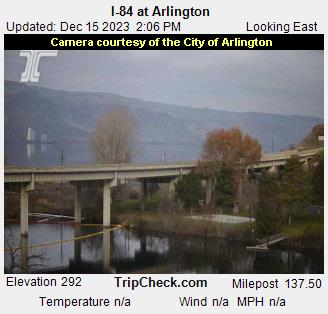 I-84 at Arlington
Updated: Dec 15 2023 2:06 PM Looking East
Camera courtesy of the City of Arlington
Elevation 292 TripCheck.com Milepost 137.50
Temperature n/a Wind n/a MPH n/a